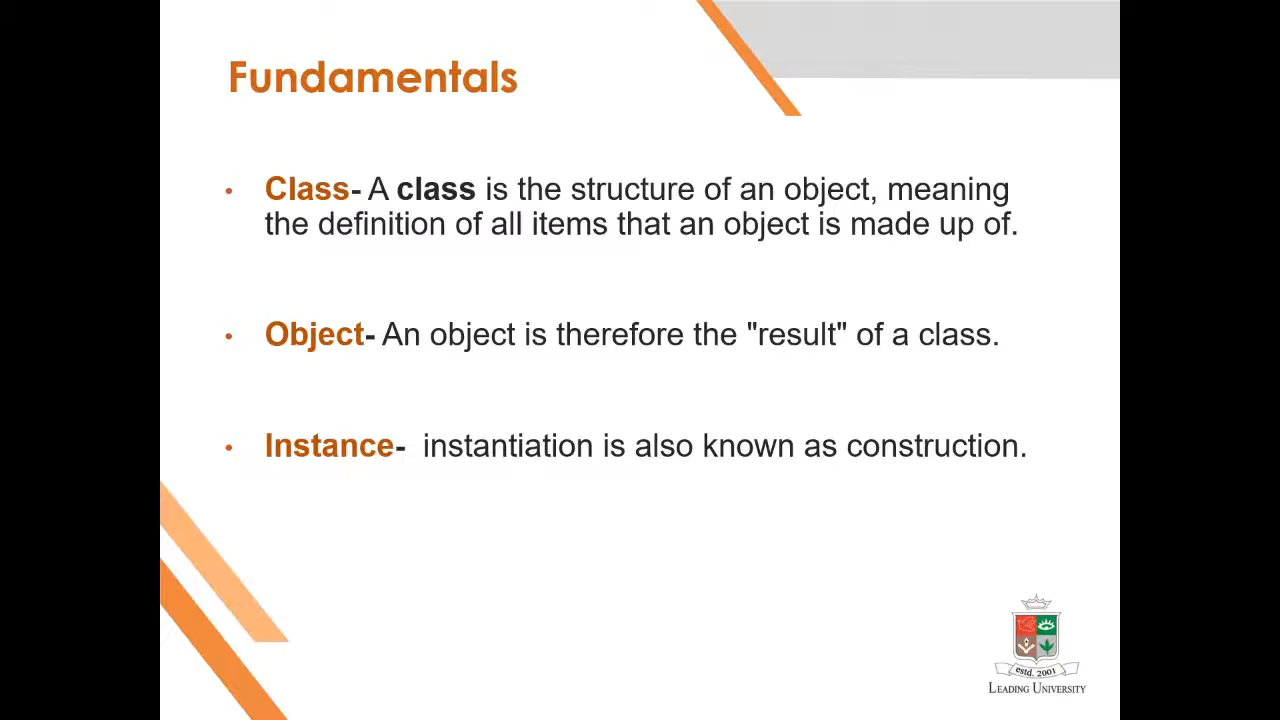 Fundamentals
• Class- A class is the structure of an object, meaning
the definition of all items that an object is made up of.
• Object- An object is therefore the "result" of a class.
• Instance-  instantiation is also known as construction.
estd. 2001
LEADING UNIVERSITY